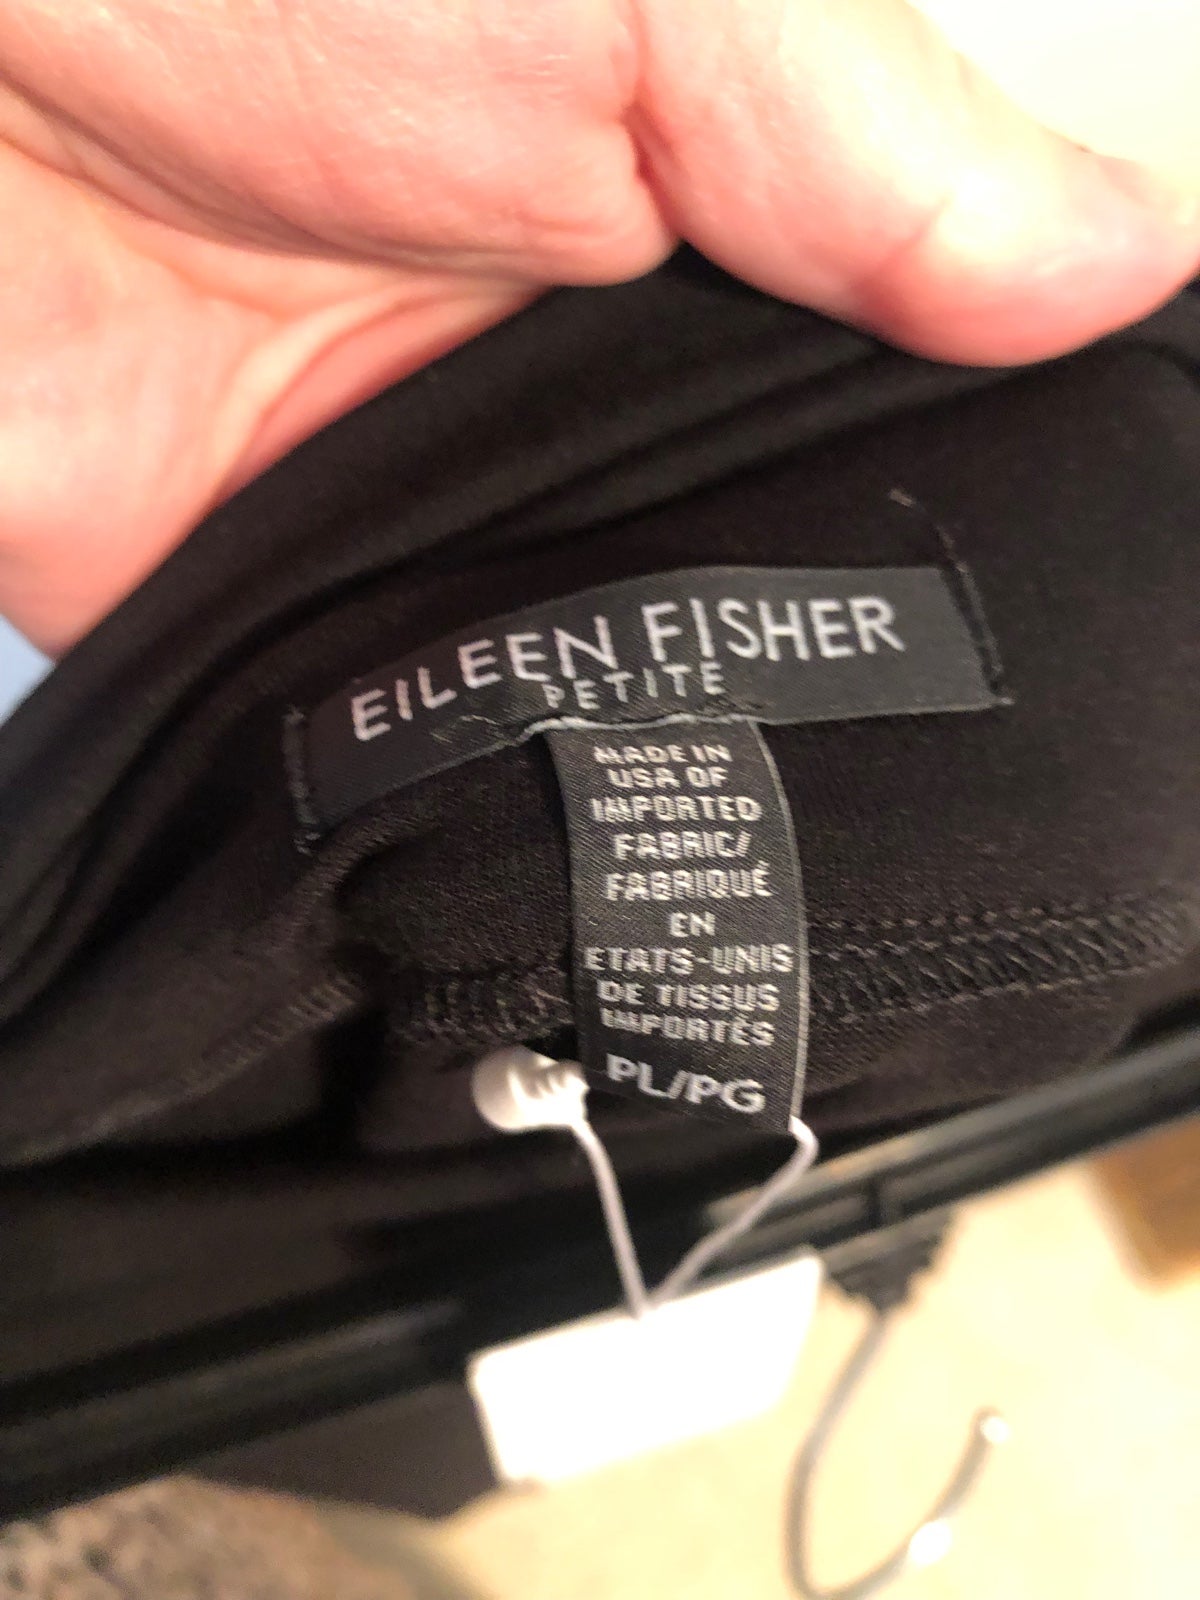 EILEEN FISHER
PETITE
MADE IN
USA OF
IMPORTED
FABRIC/
FABRIQUÉ
EN
ETATS-UNIS
DE TISSUS
IMPORTÉS
PL/PG